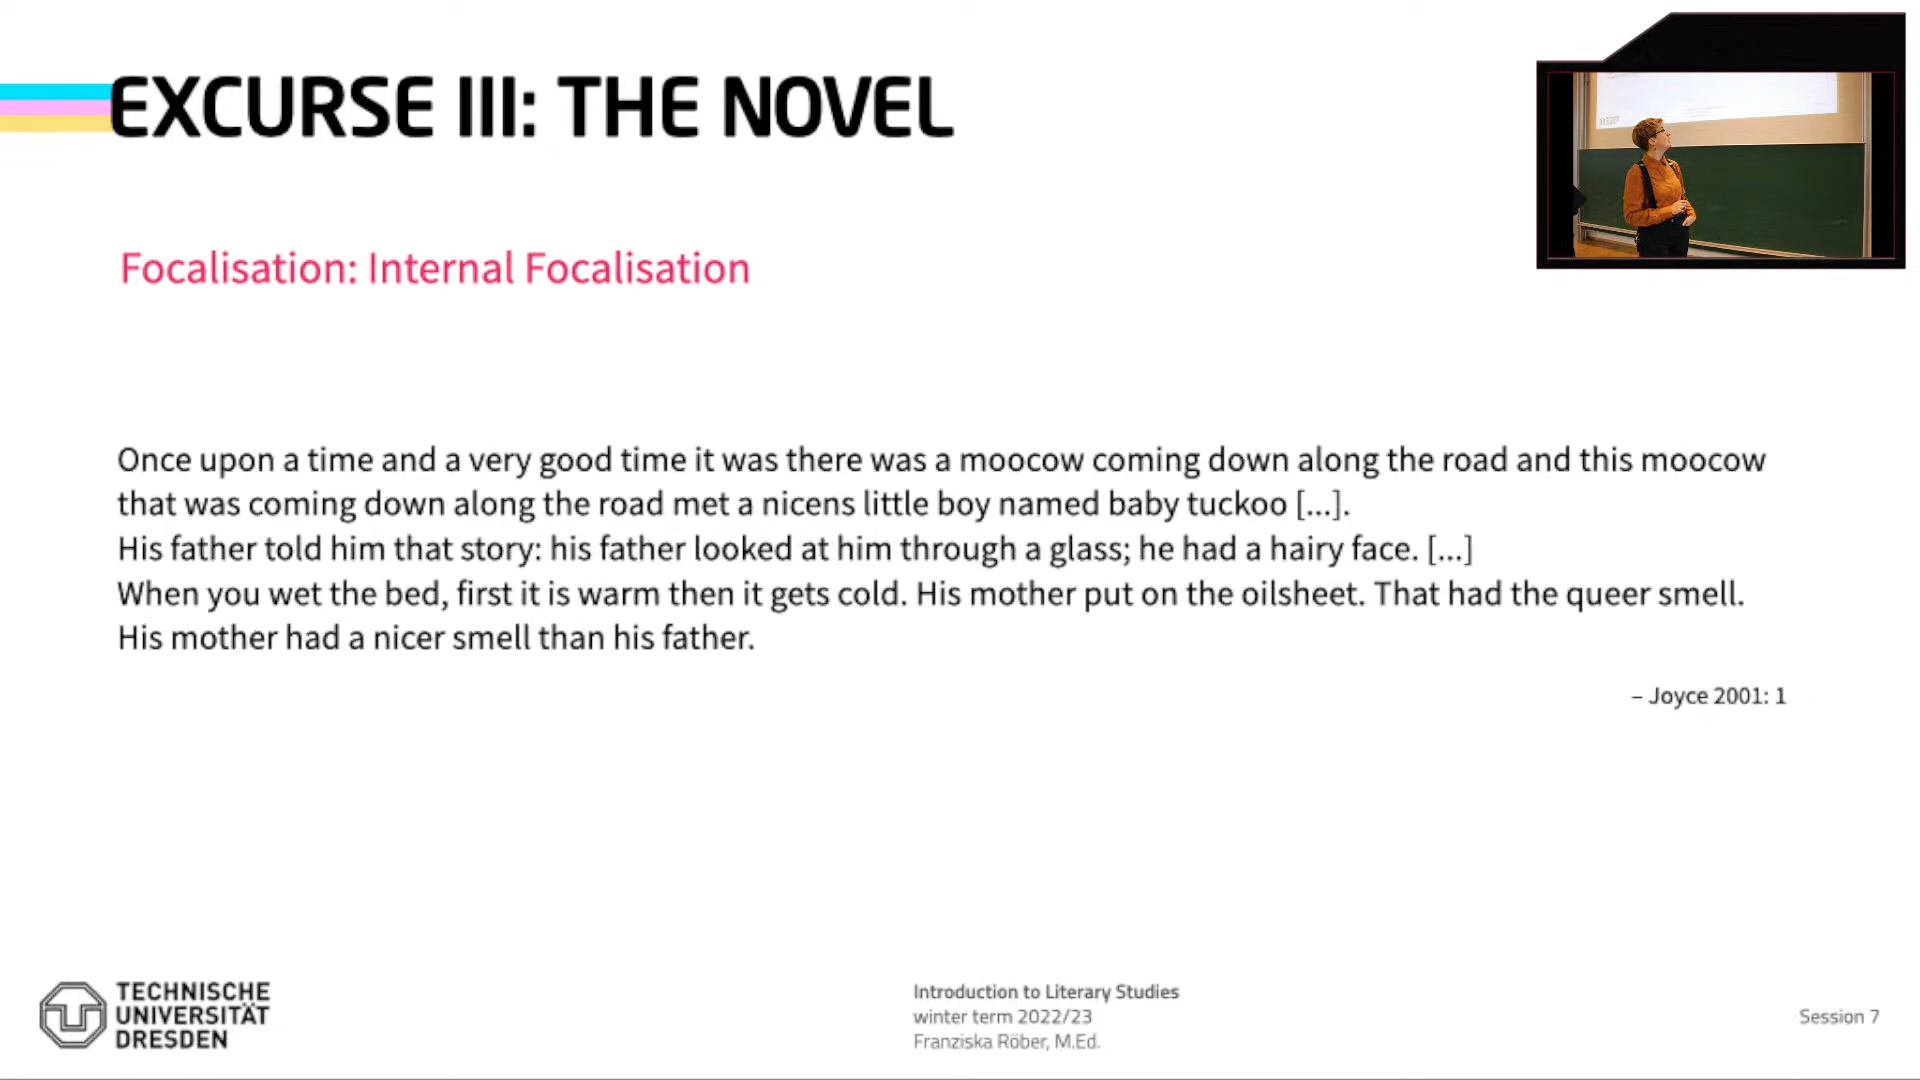 EXCURSE III: THE NOVEL
Focalisation: Internal Focalisation
Once upon a time and a very good time it was there was a moocow coming down along the road and this moocow
that was coming down along the road met a nicens little boy named baby tuckoo [...].
His father told him that story: his father looked at him through a glass; he had a hairy face. [...]
When you wet the bed, first it is warm then it gets cold. His mother put on the oilsheet. That had the queer smell.
His mother had a nicer smell than his father.
– Joyce 2001: 1
TECHNISCHE
UNIVERSITÄT
DRESDEN
Introduction to Literary Studies
winter term 2022/23
Franziska Röber, M.Ed.
Session 7